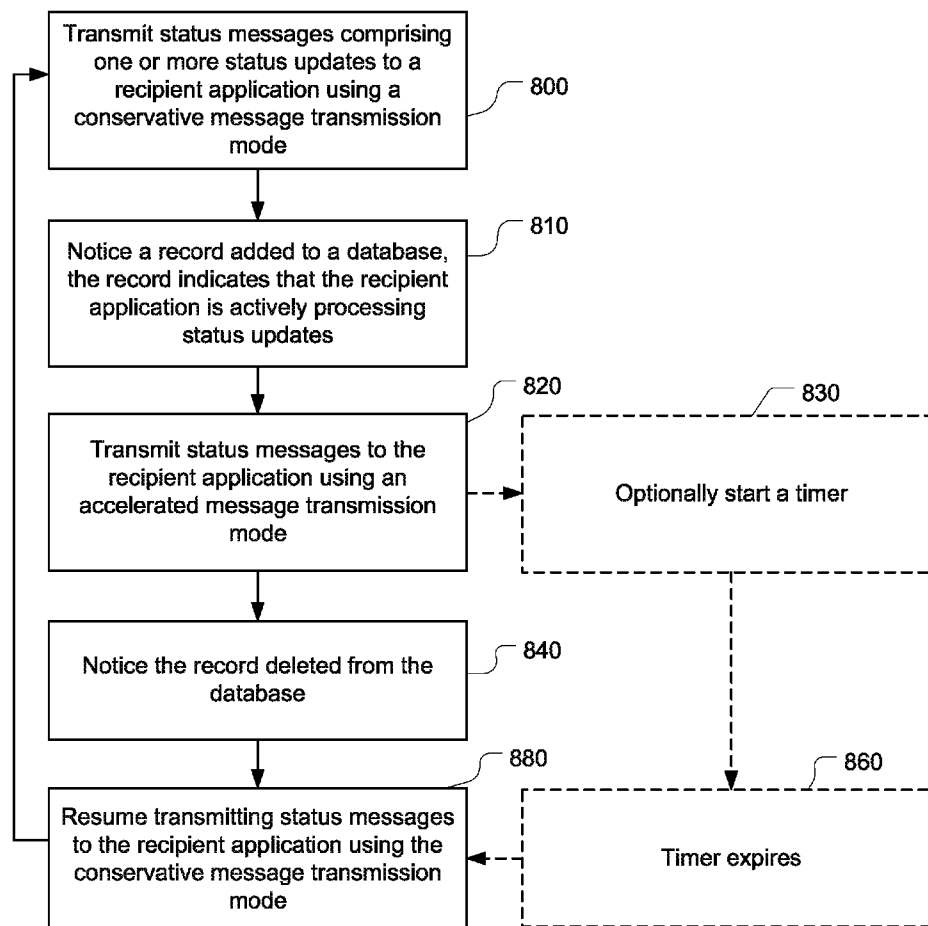 Transmit status messages comprising
one or more status updates to a
recipient application using a
conservative message transmission
mode
800
810
Notice a record added to a database,
the record indicates that the recipient
application is actively processing
status updates
820
830
Transmit status messages to the
recipient application using an
accelerated message transmission
mode
Optionally start a timer
840
Notice the record deleted from the
database
880
860
Resume transmitting status messages
to the recipient application using the
conservative message transmission
mode
Timer expires